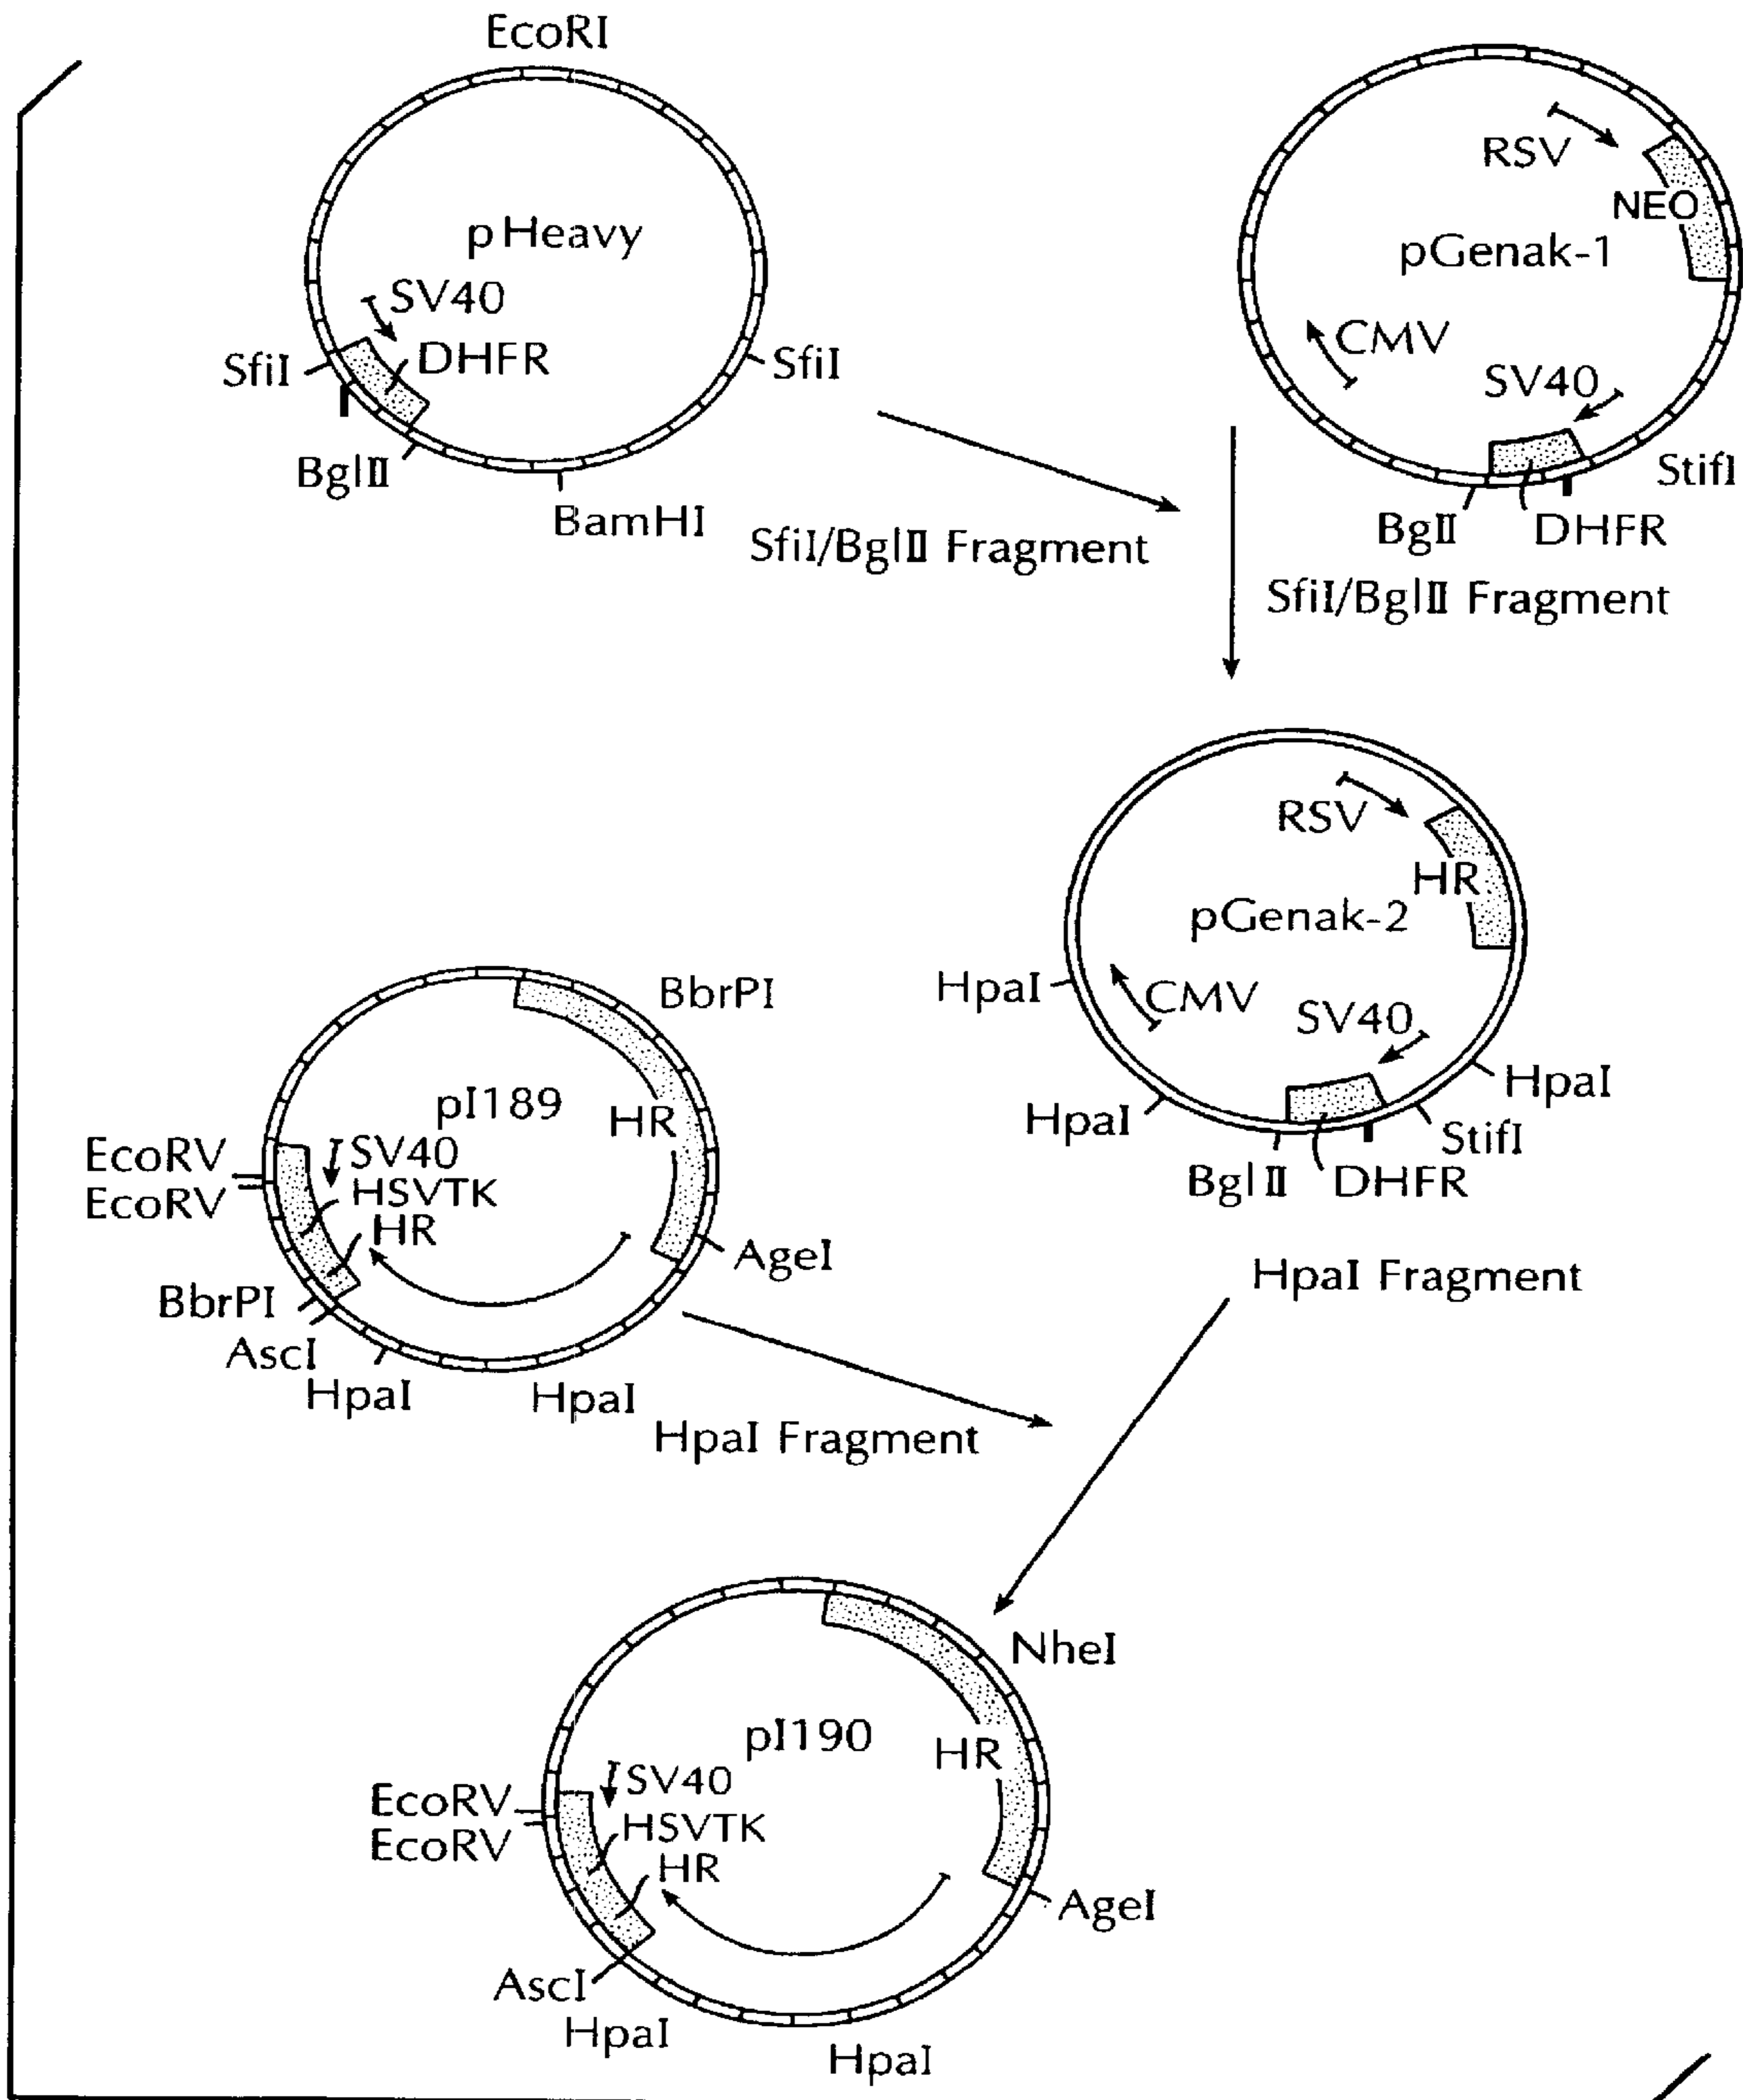 EcoRI
pHeavy
SV40
DHFR
SfiI
SfiI
BglII
BamHI
SfiI/BglII Fragment
RSV
NEO
pGenak-1
CMV
SV40
StifI
BgII
DHFR
SfiI/BglII Fragment
RSV
HR
pGenak-2
HpaI
CMV
SV40
HpaI
HpaI
StifI
BglII
DHFR
HpaI Fragment
BbrPI
pI189
HR
EcoRV
EcoRV
SV40
HSVTK
HR
AgeI
BbrPI
AscI
HpaI
HpaI
HpaI Fragment
NheI
pI190
HR
EcoRV
EcoRV
SV40
HSVTK
HR
AgeI
AscI
HpaI
HpaI